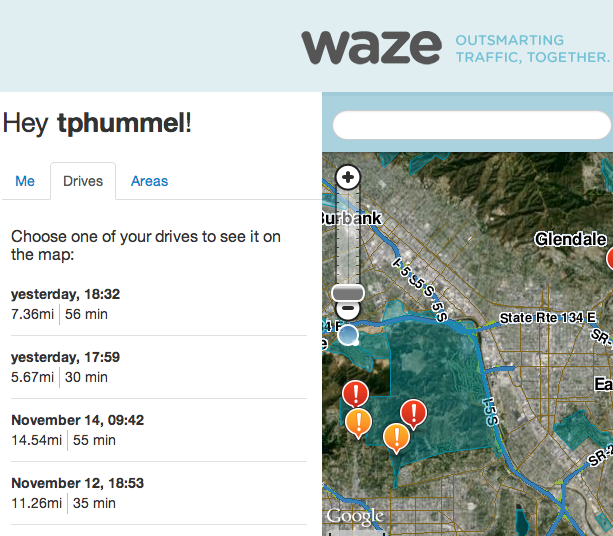 waze
OUTSMARTING
TRAFFIC, TOGETHER.
Hey tphummel!
Me Drives Areas
Choose one of your drives to see it on
the map:
yesterday, 18:32
7.36mi 56 min
yesterday, 17:59
5.67mi 30 min
November 14, 09:42
14.54mi 55 min
November 12, 18:53
11.26mi 35 min
Burbank
Glendale
I-5 S
5 S
5 S
State Rte 134 E
4 E
SR-
Ea
I-5 S
SR-2
Google